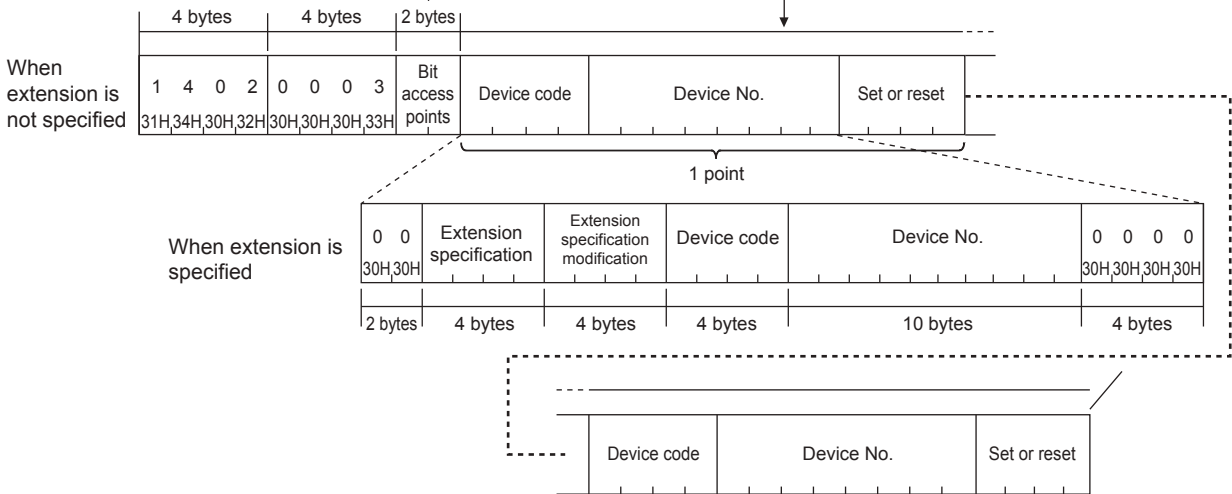 4 bytes 4 bytes 2 bytes
When
extension is
not specified
1 4 0 2 0 0 0 3
31H 34H 30H 32H 30H 30H 30H 33H
Bit
access
points
Device code
Device No.
Set or reset
1 point
When extension is
specified
0 0
30H 30H
Extension
specification
Extension
specification
modification
Device code
Device No.
0 0 0 0
30H 30H 30H 30H
2 bytes 4 bytes 4 bytes 4 bytes 10 bytes 4 bytes
Device code Device No. Set or reset